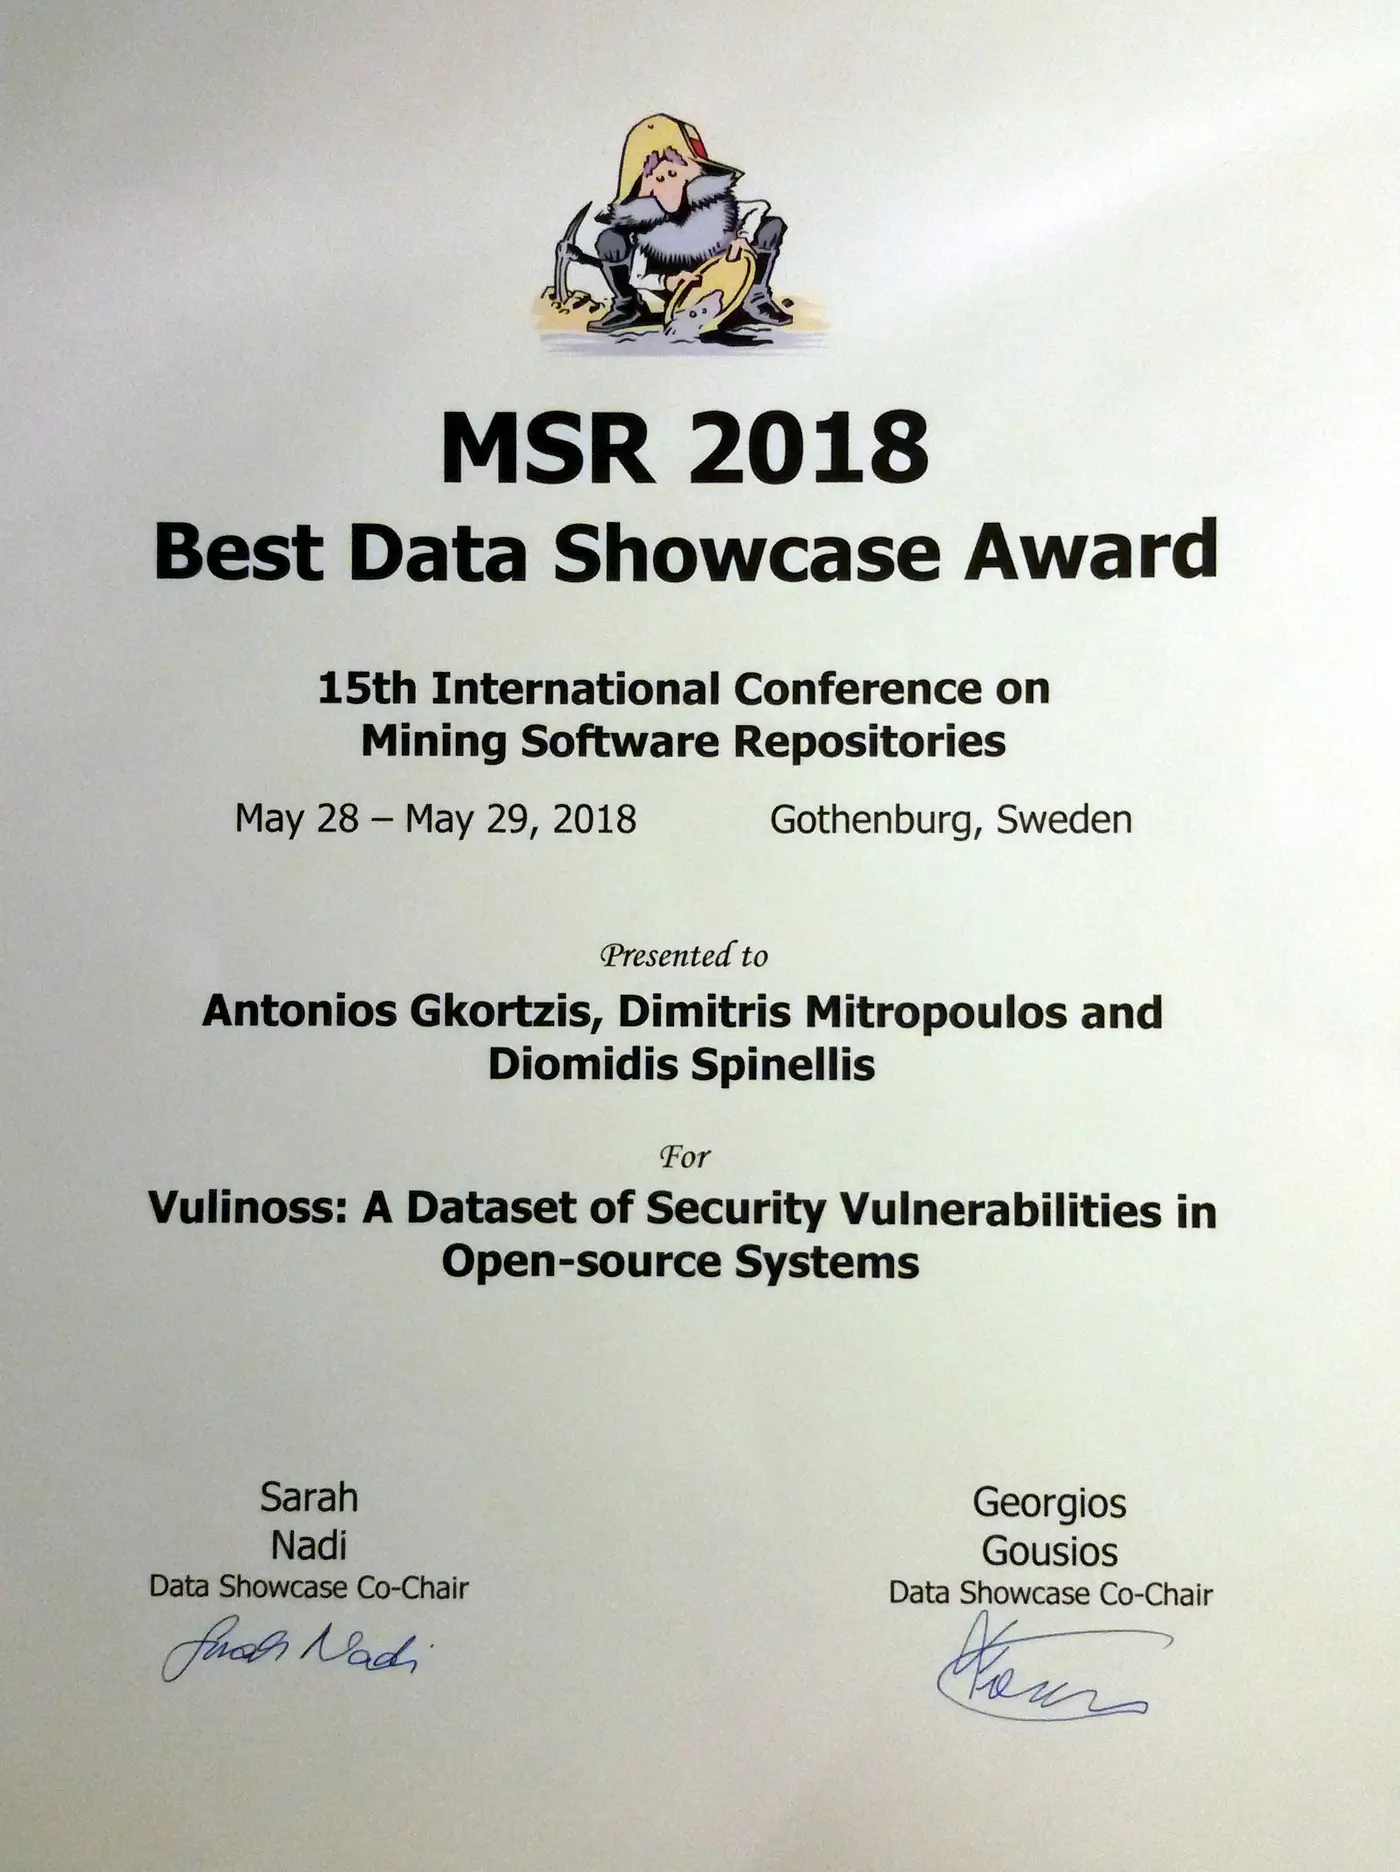 MSR 2018
Best Data Showcase Award
15th International Conference on
Mining Software Repositories
May 28 – May 29, 2018 Gothenburg, Sweden
Presented to
Antonios Gkortzis, Dimitris Mitropoulos and
Diomidis Spinellis
For
Vulinoss: A Dataset of Security Vulnerabilities in
Open-source Systems
Sarah
Nadi
Data Showcase Co-Chair
Sarah Nadi
Georgios
Gousios
Data Showcase Co-Chair